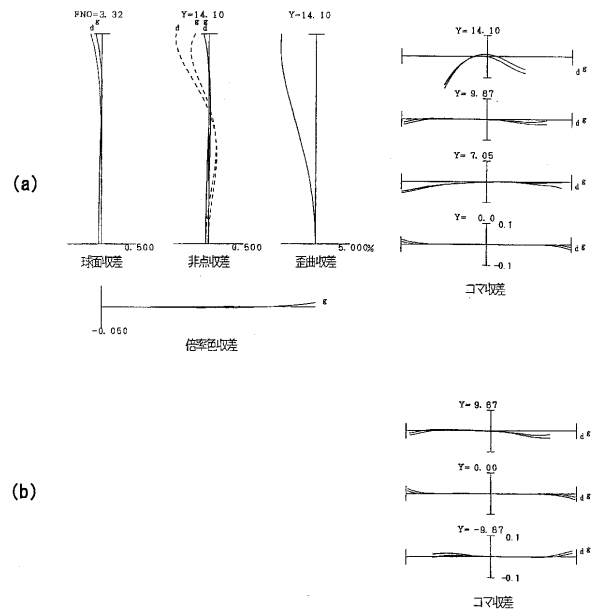 FNO=3.32
d g
0.500
球面収差
Y=14.10
d g g
d
0.500
非点収差
Y-14.10
5.000%
歪曲収差
g
-0.050
倍率色収差
(a)
Y= 14.10
d g
Y= 9.87
d g
Y= 7.05
d g
Y= 0.0
0.1
d g
-0.1
コマ収差
(b)
Y= 9.87
d g
Y= 0.00
d g
Y= -9.87
0.1
d g
-0.1
コマ収差